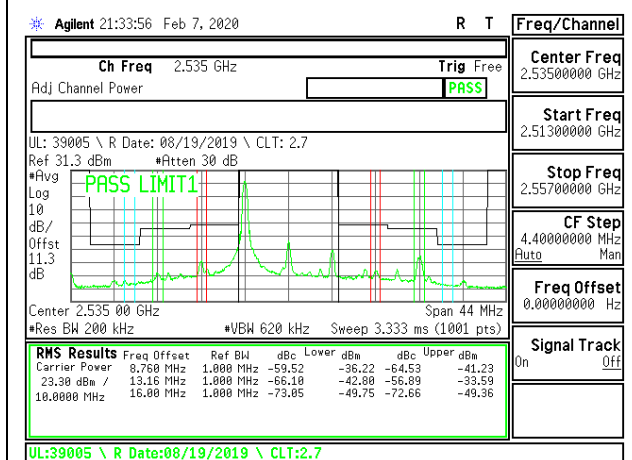 Agilent 21:33:56 Feb 7, 2020 R T
Freq/Channel
Ch Freq 2.535 GHz Trig Free
Adj Channel Power PASS
Center Freq
2.53500000 GHz
Start Freq
2.51300000 GHz
UL: 39005 \ R Date: 08/19/2019 \ CLT: 2.7
Ref 31.3 dBm #Atten 30 dB
#Avg
Log
10
dB/
Offst
11.3
dB
PASS LIMIT1
Stop Freq
2.55700000 GHz
CF Step
4.40000000 MHz
Auto Man
Center 2.535 00 GHz Span 44 MHz
#Res BW 200 kHz #VBW 620 kHz Sweep 3.333 ms (1001 pts)
Freq Offset
0.00000000 Hz
Signal Track
On Off
RMS Results Freq Offset Ref BW dBc Lower dBm dBc Upper dBm
Carrier Power 8.760 MHz 1.000 MHz -59.52 -36.22 -64.53 -41.23
23.30 dBm / 13.16 MHz 1.000 MHz -66.10 -42.80 -56.89 -33.59
10.0000 MHz 16.00 MHz 1.000 MHz -73.05 -49.75 -72.66 -49.36
UL:39005 \ R Date:08/19/2019 \ CLT:2.7